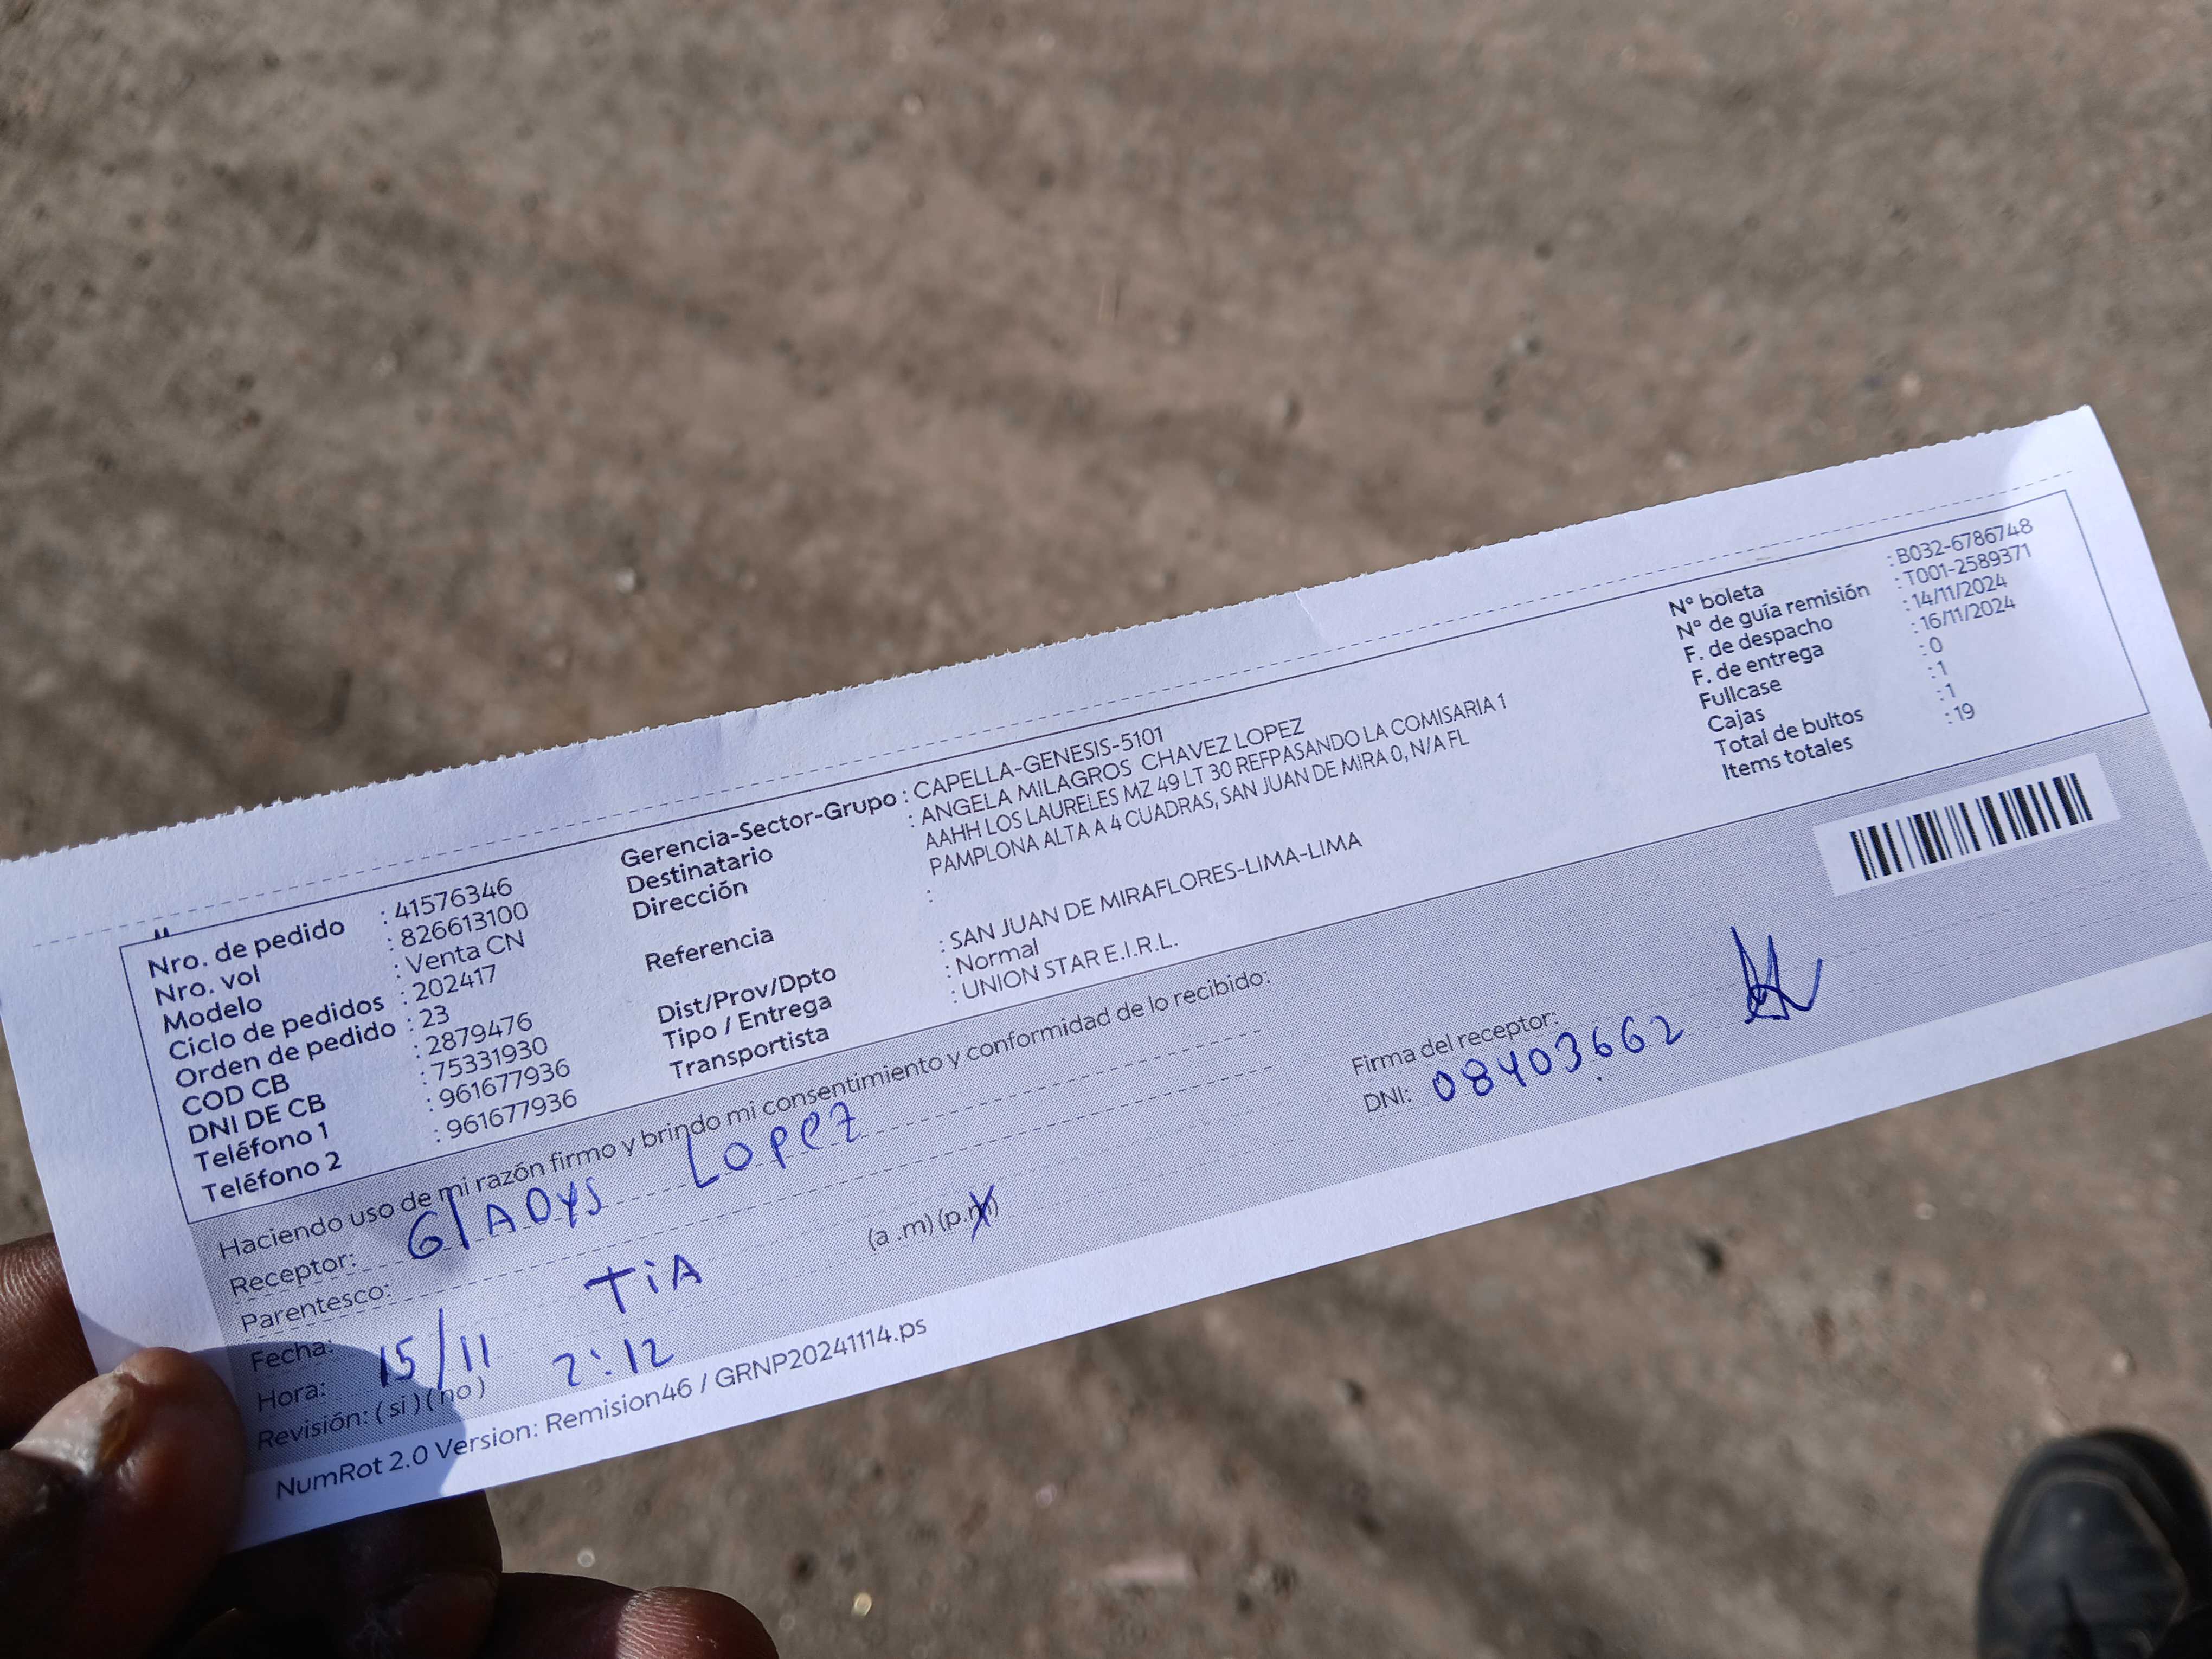 Nro. de pedido : 41576346
Nro. vol : 826613100
Modelo : Venta CN
Ciclo de pedidos : 202417
Orden de pedido : 23
COD CB : 2879476
DNI DE CB : 75331930
Teléfono 1 : 961677936
Teléfono 2 : 961677936
Gerencia-Sector-Grupo : CAPELLA-GENESIS-5101
Destinatario : ANGELA MILAGROS CHAVEZ LOPEZ
Dirección AAHH LOS LAURELES MZ 49 LT 30 REFPASANDO LA COMISARIA 1
PAMPLONA ALTA A 4 CUADRAS, SAN JUAN DE MIRA 0, N/A FL
Referencia :
Dist/Prov/Dpto : SAN JUAN DE MIRAFLORES-LIMA-LIMA
Tipo / Entrega : Normal
Transportista : UNION STAR E.I.R.L.
N° boleta : B032-6786748
N° de guía remisión : T001-2589371
F. de despacho : 14/11/2024
F. de entrega : 16/11/2024
Fullcase : 0
Cajas : 1
Total de bultos : 1
Items totales : 19
Haciendo uso de mi razón firmo y brindo mi consentimiento y conformidad de lo recibido:
Receptor: GlADYS LOPEZ
Parentesco: TiA
Fecha: 15/11
Hora: 2:12 (a .m) (p.m)
Revisión: ( si ) ( no )
Firma del receptor:
DNI: 08403662
NumRot 2.0 Version: Remision46 / GRNP20241114.ps